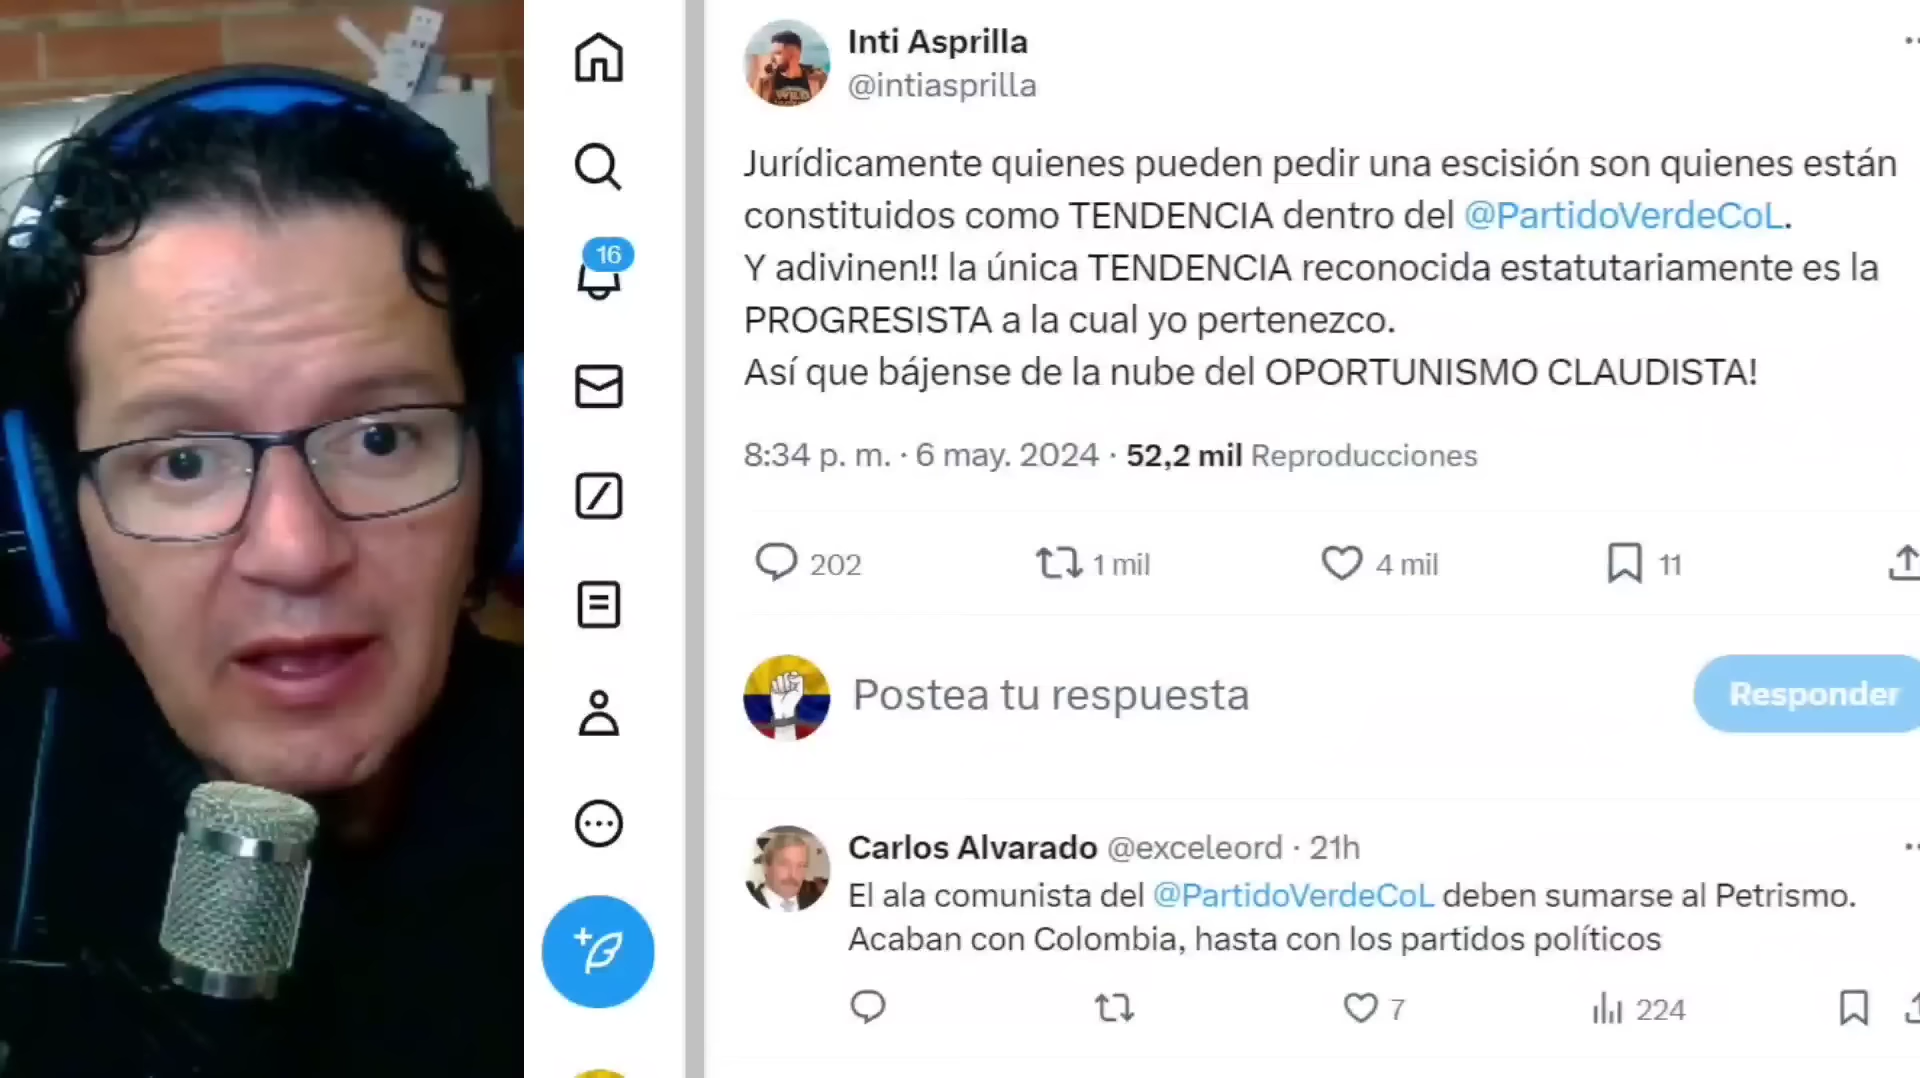 Inti Asprilla
@intiasprilla
Jurídicamente quienes pueden pedir una escisión son quienes están
constituidos como TENDENCIA dentro del @PartidoVerdeCoL.
Y adivinen!! la única TENDENCIA reconocida estatutariamente es la
PROGRESISTA a la cual yo pertenezco.
Así que bájense de la nube del OPORTUNISMO CLAUDISTA!
8:34 p. m. · 6 may. 2024 · 52,2 mil Reproducciones
16
202 1 mil 4 mil 11
Postea tu respuesta Responder
Carlos Alvarado @exceleord · 21h
El ala comunista del @PartidoVerdeCoL deben sumarse al Petrismo.
Acaban con Colombia, hasta con los partidos políticos
7 224